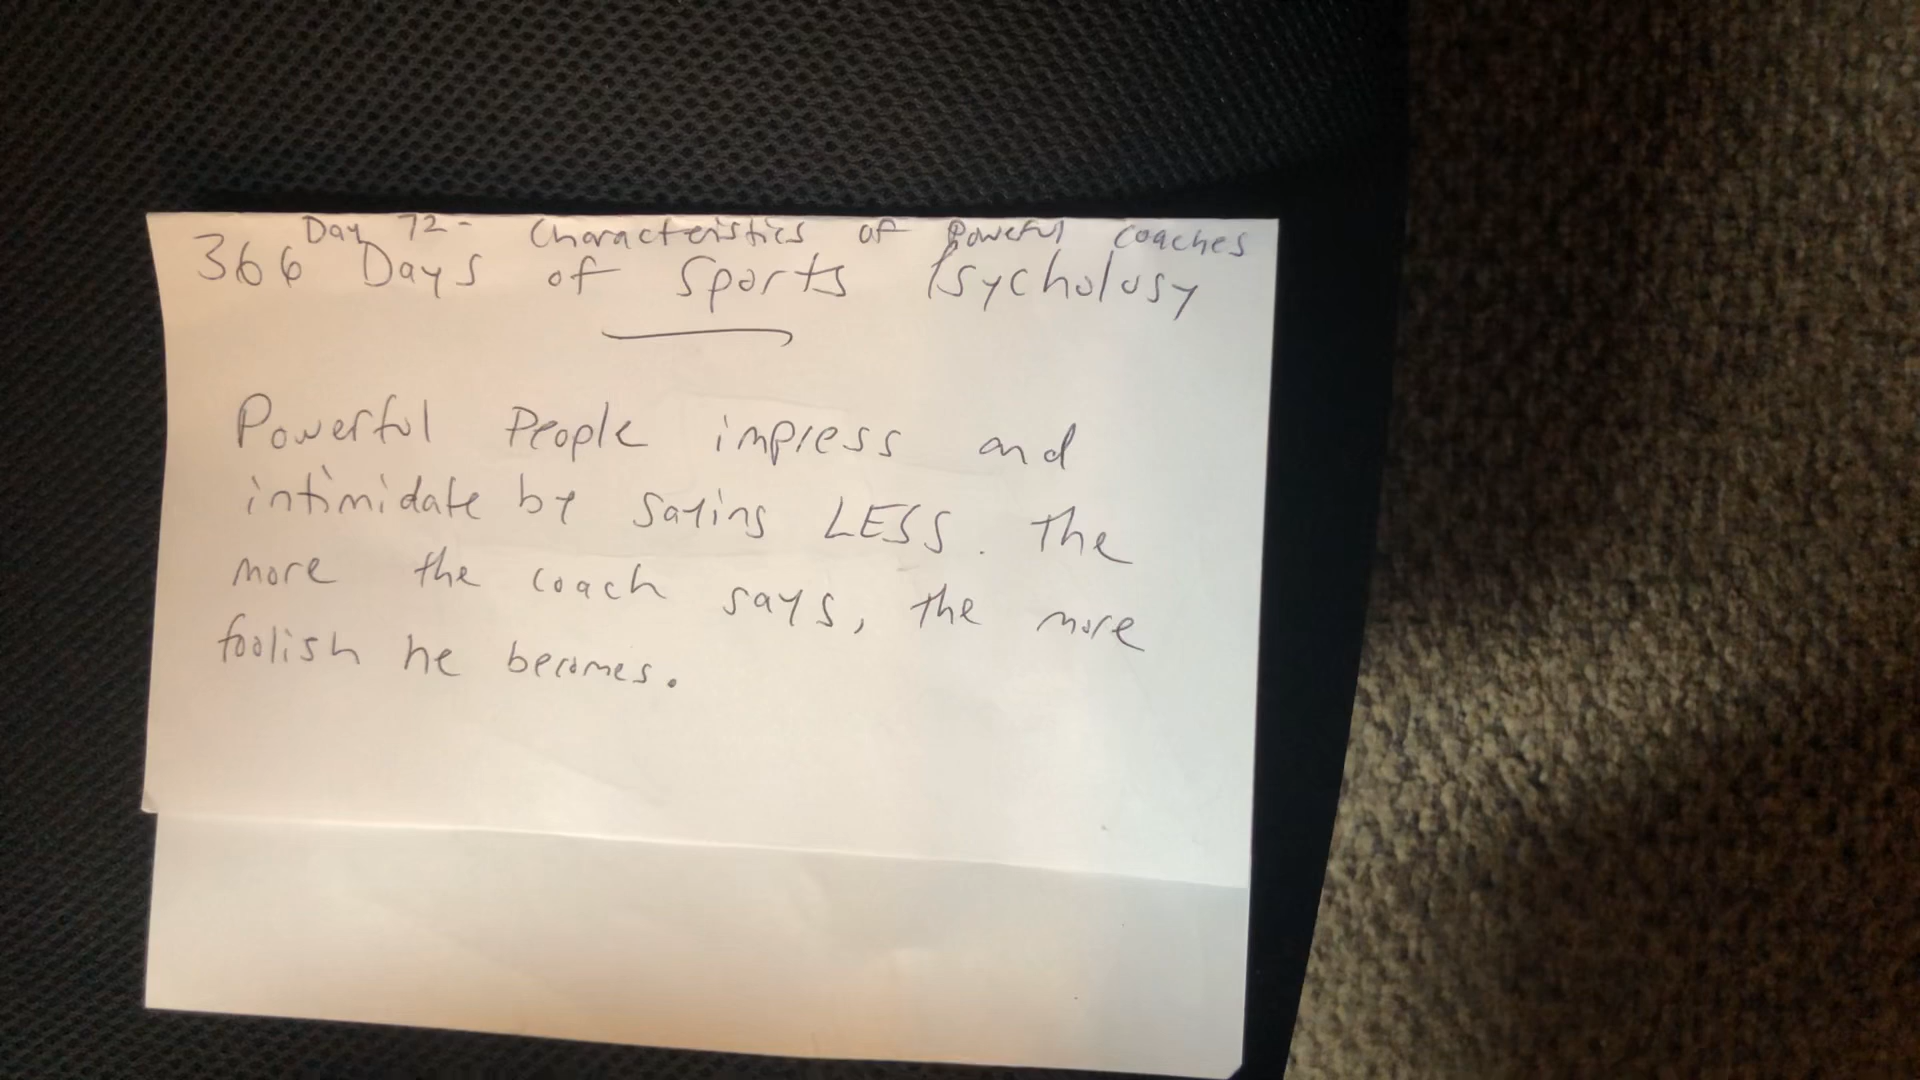 Day 72- Characteristics of Powerful Coaches
366 Days of Sports Psychology
Powerful People impress and
intimidate by saying LESS. The
more the coach says, the more
foolish he becomes.